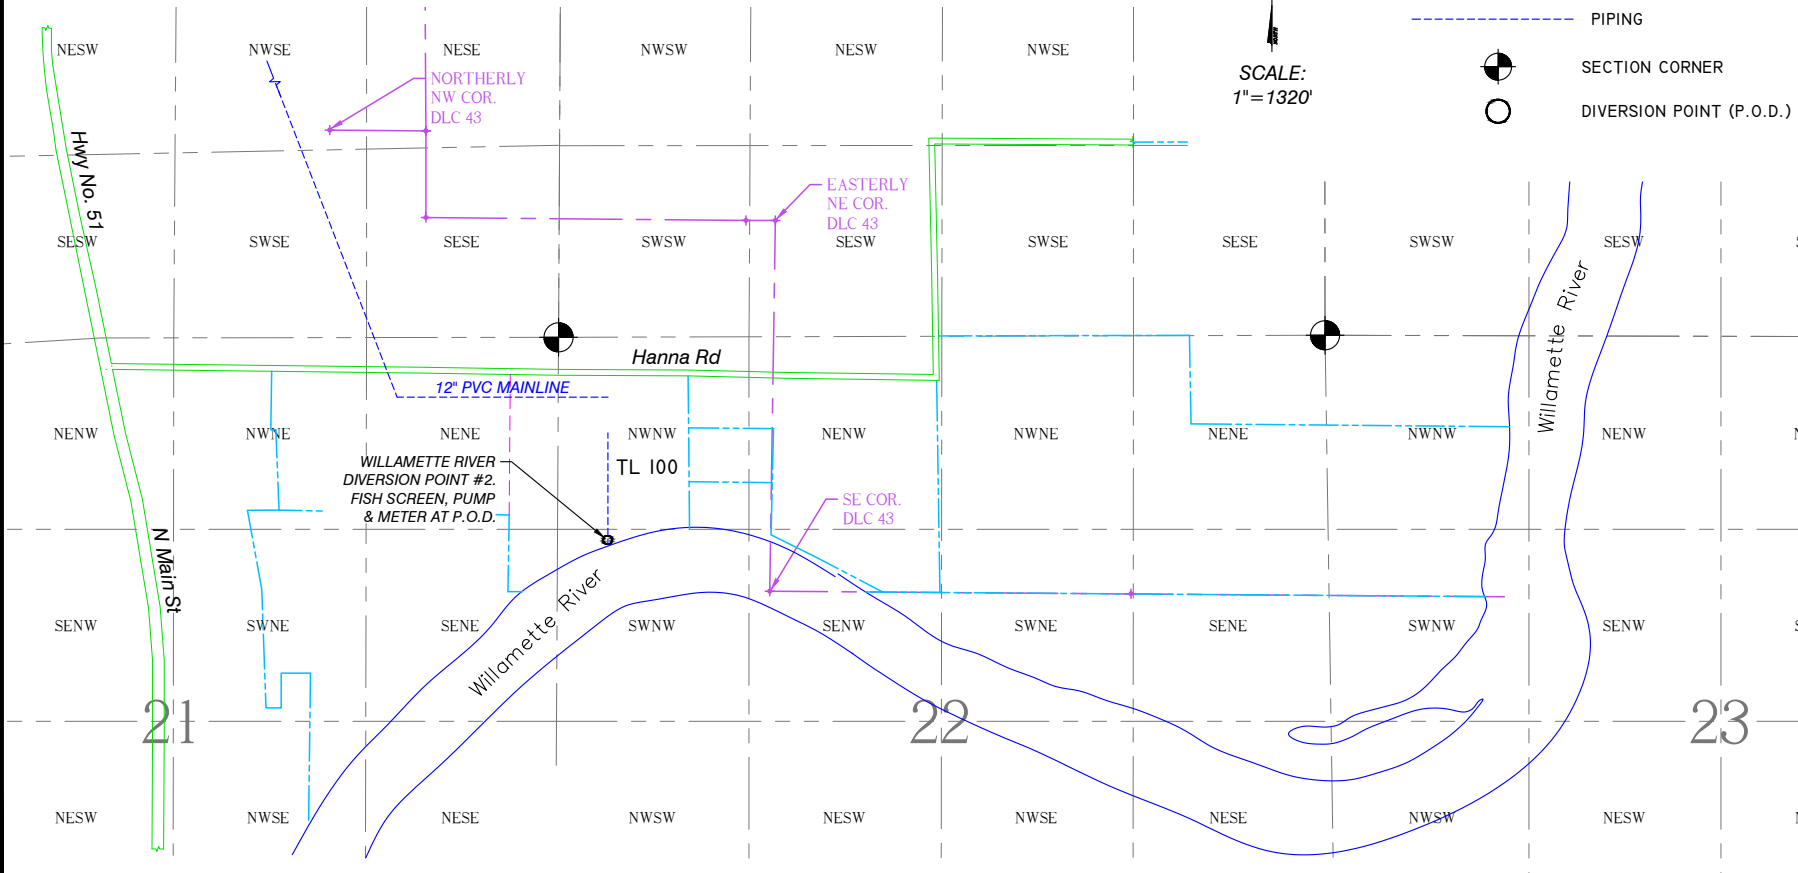 NESW NWSE NESE NWSW NESW NWSE
PIPING
SECTION CORNER
DIVERSION POINT (P.O.D.)
SCALE:
1"=1320'
NORTHERLY
NW COR.
DLC 43
Hwy No. 51
EASTERLY
NE COR.
DLC 43
SESW SWSE SESE SWSW SESW SWSE SESE SWSW SESW
Willamette River
Hanna Rd
12" PVC MAINLINE
NENW NWNE NENE NWNW NENW NWNE NENE NWNW NENW
WILLAMETTE RIVER
DIVERSION POINT #2.
FISH SCREEN, PUMP
& METER AT P.O.D.
TL 100
SE COR.
DLC 43
N Main St
Willamette River
SENW SWNE SENE SWNW SENW SWNE SENE SWNW SENW
21 22 23
NESW NWSE NESE NWSW NESW NWSE NESE NWSW NESW